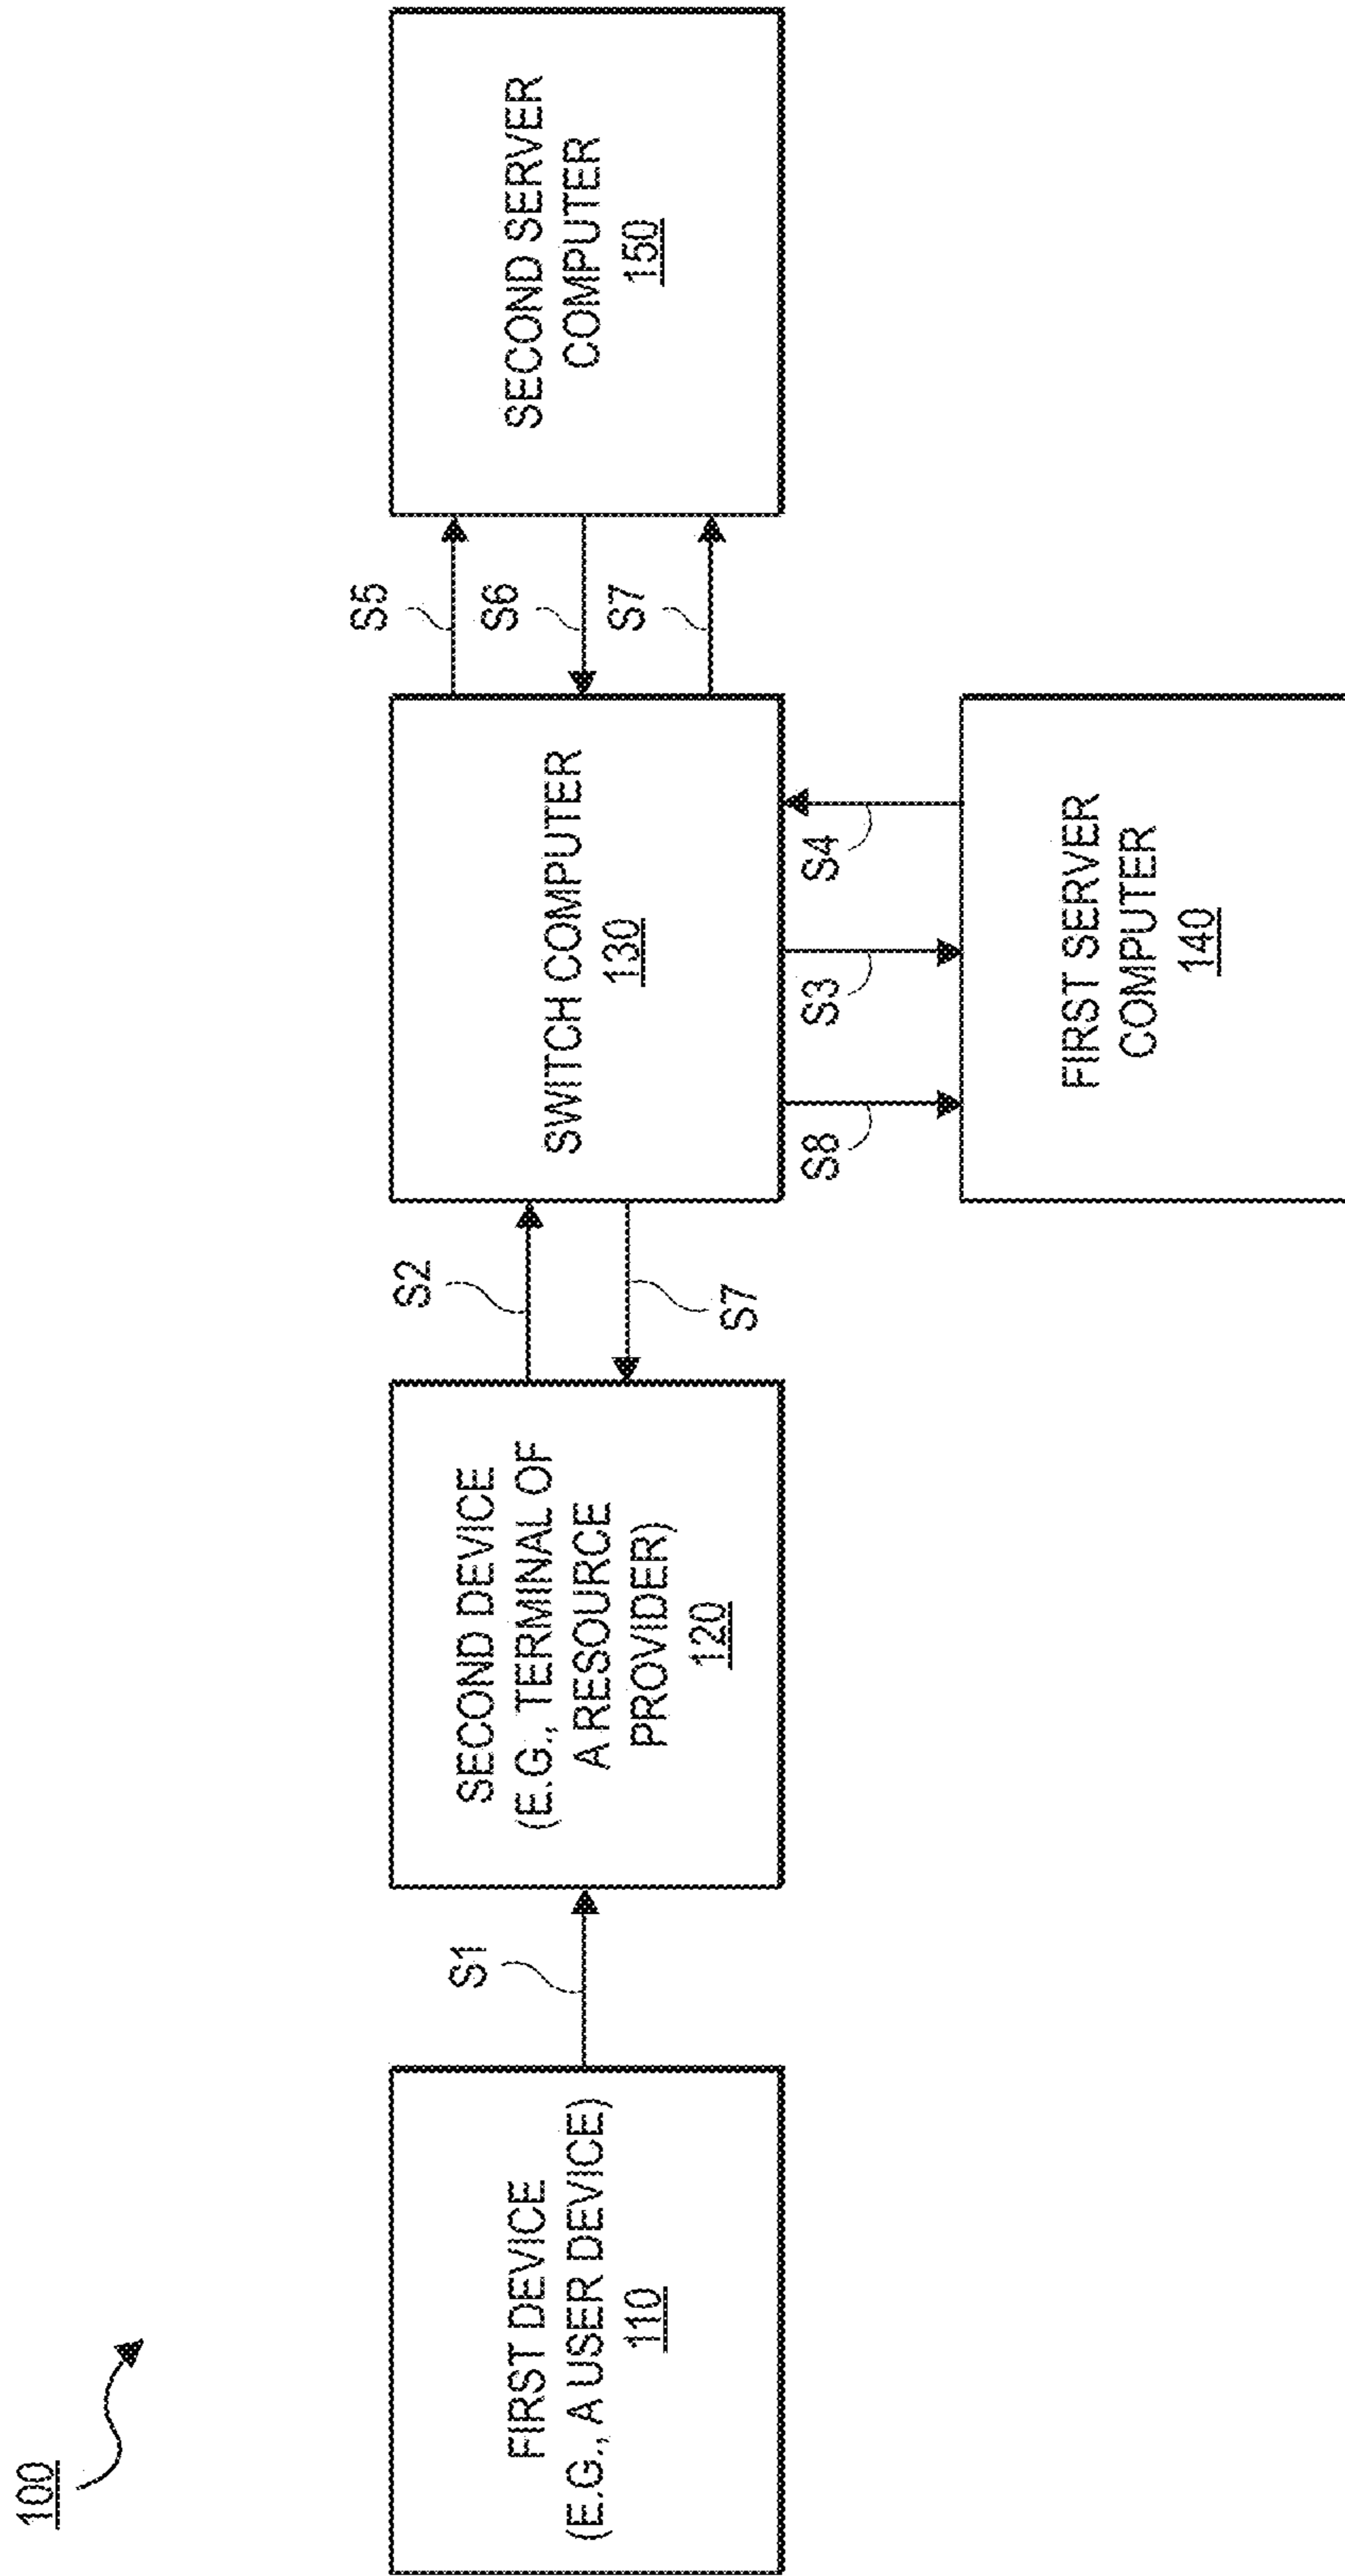 100
FIRST DEVICE
(E.G., A USER DEVICE)
110
S1
SECOND DEVICE
(E.G., TERMINAL OF
A RESOURCE
PROVIDER)
120
S2
S7
SWITCH COMPUTER
130
S5
S6
S7
SECOND SERVER
COMPUTER
150
S8
S3
S4
FIRST SERVER
COMPUTER
140